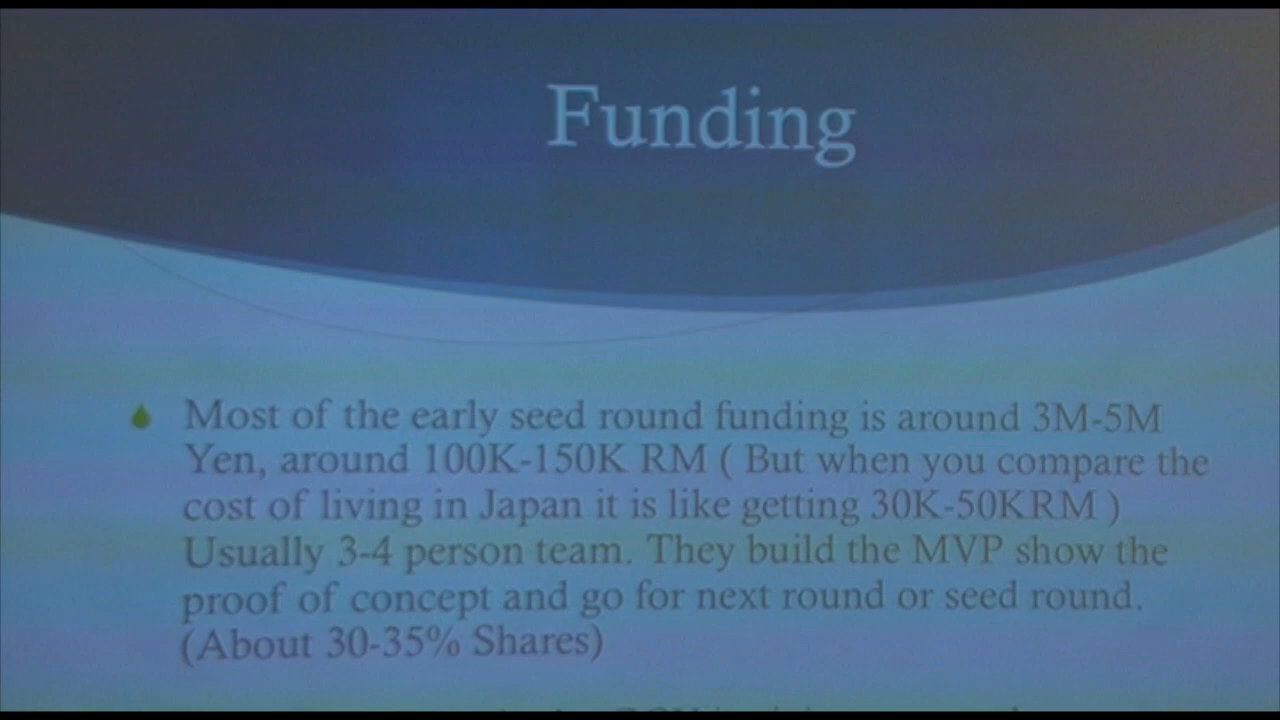 Funding
Most of the early seed round funding is around 3M-5M
Yen, around 100K-150K RM ( But when you compare the
cost of living in Japan it is like getting 30K-50KRM )
Usually 3-4 person team. They build the MVP show the
proof of concept and go for next round or seed round.
(About 30-35% Shares)